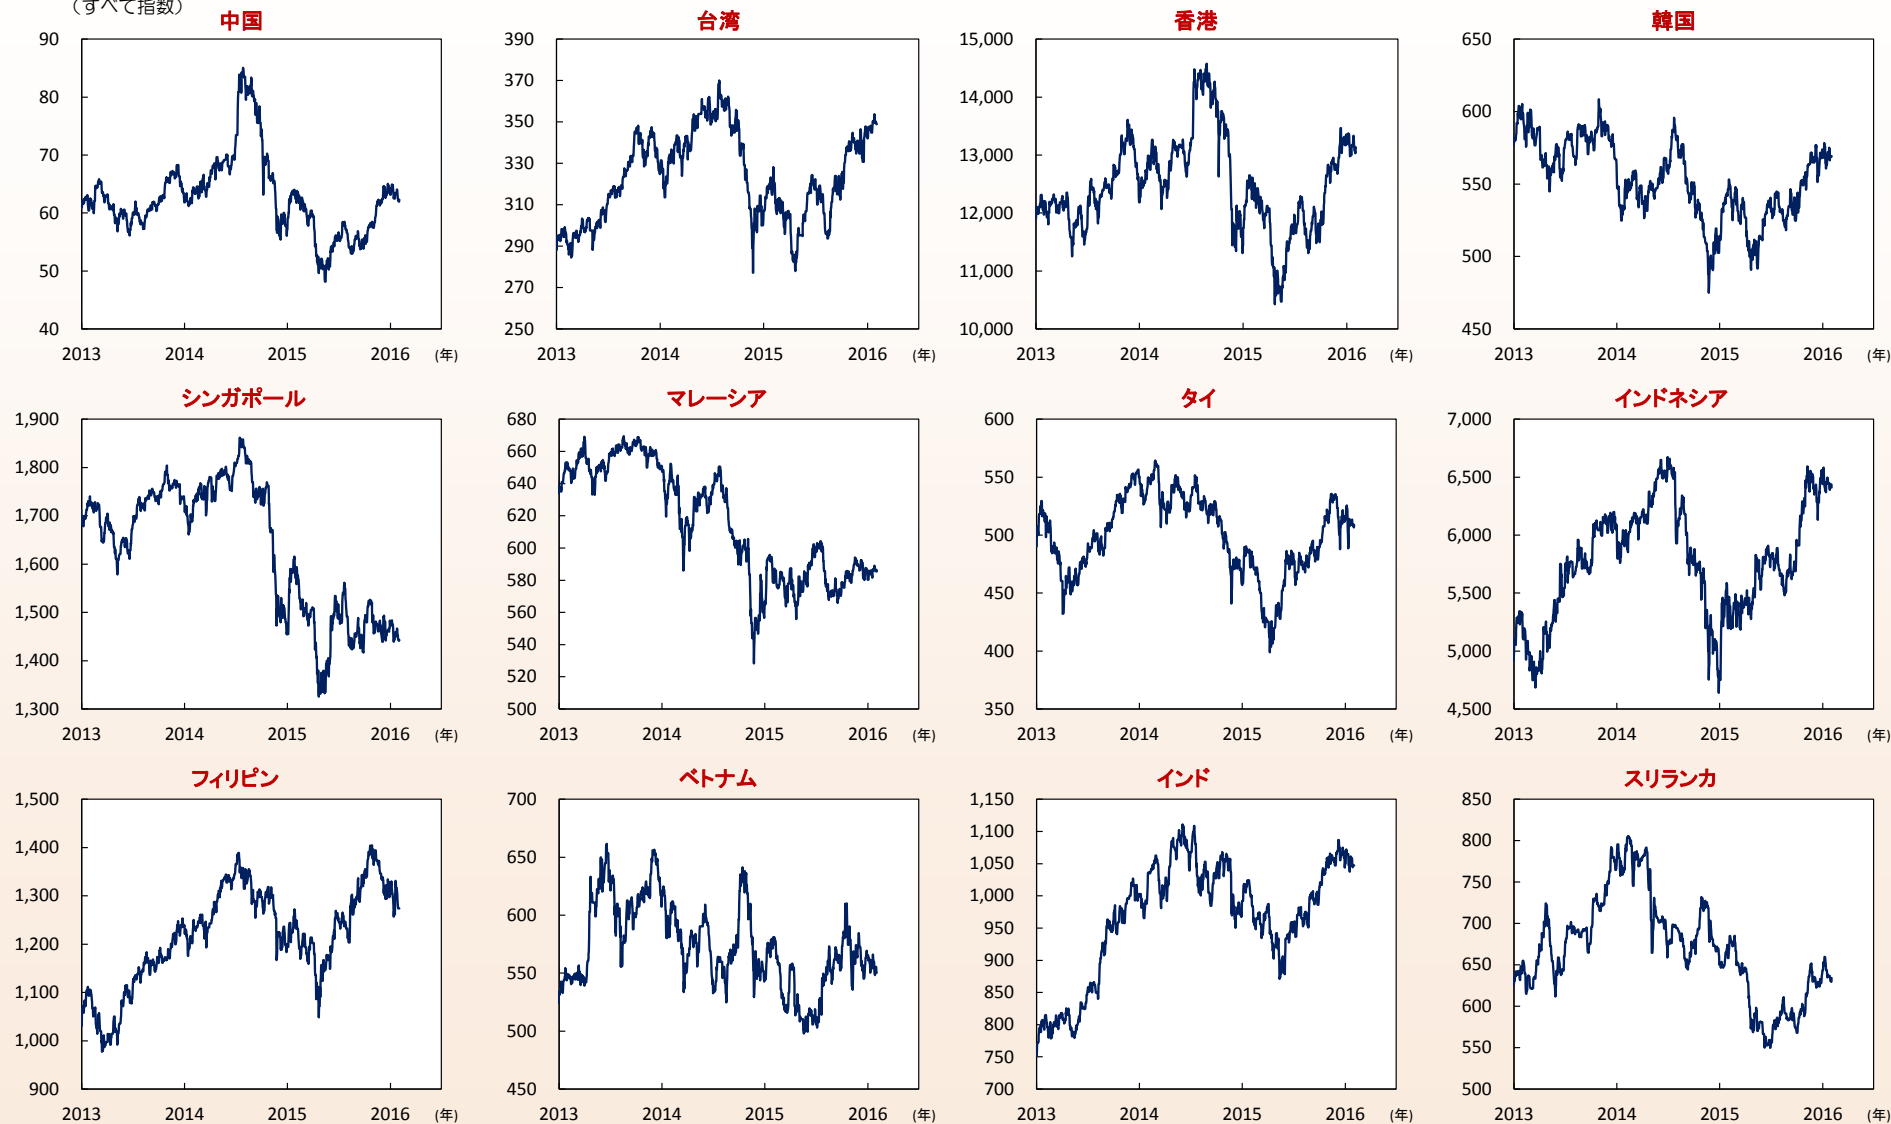 （すべて指数）
中国 台湾 香港 韓国
90 390 15,000 650
80 370 14,000 600
70 350 13,000 550
60 330 12,000 500
50 310 11,000 450
40 290 10,000
270
250
2013 2014 2015 2016 (年) 2013 2014 2015 2016 (年) 2013 2014 2015 2016 (年) 2013 2014 2015 2016 (年)
シンガポール マレーシア タイ インドネシア
1,900 680 600 7,000
1,800 660 550 6,500
1,700 640 500 6,000
1,600 620 450 5,500
1,500 600 400 5,000
1,400 580 350 4,500
1,300 560
540
520
500
2013 2014 2015 2016 (年) 2013 2014 2015 2016 (年) 2013 2014 2015 2016 (年) 2013 2014 2015 2016 (年)
フィリピン ベトナム インド スリランカ
1,500 700 1,150 850
1,400 650 1,100 800
1,300 600 1,050 750
1,200 550 1,000 700
1,100 500 950 650
1,000 450 900 600
900 850 550
800 500
750
700
2013 2014 2015 2016 (年) 2013 2014 2015 2016 (年) 2013 2014 2015 2016 (年) 2013 2014 2015 2016 (年)